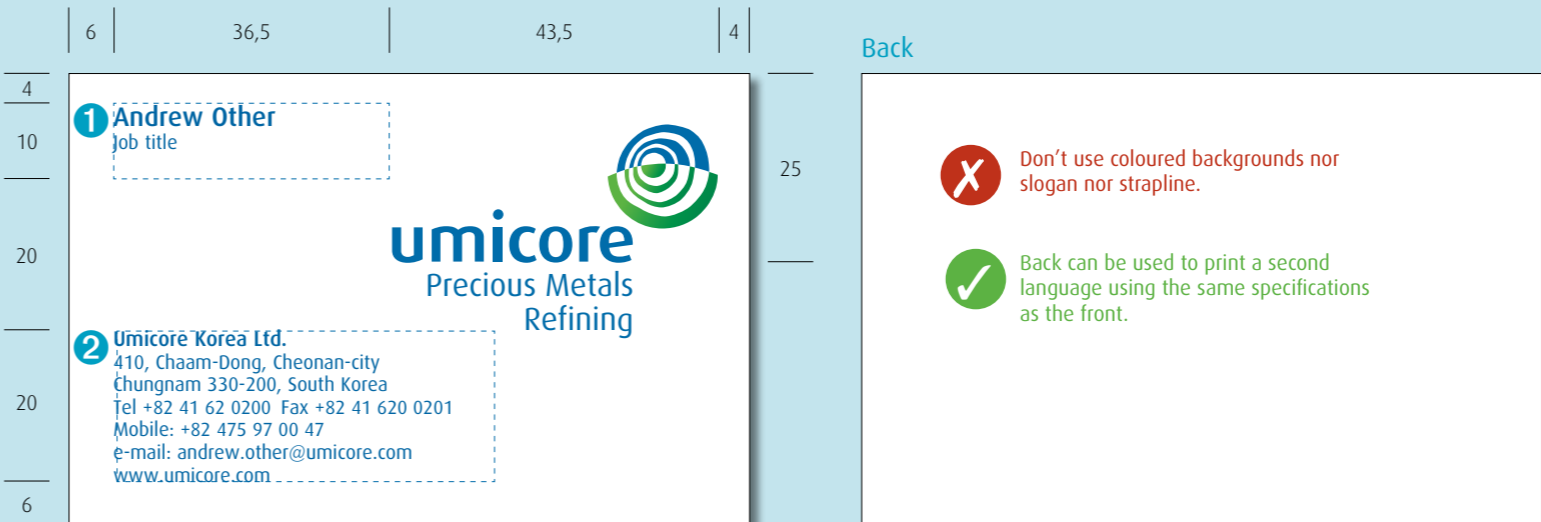 6 36,5 43,5 4
4
10
20
20
6
25
1
Andrew Other
Job title
umicore
Precious Metals
Refining
2
Umicore Korea Ltd.
410, Chaam-Dong, Cheonan-city
Chungnam 330-200, South Korea
Tel +82 41 62 0200 Fax +82 41 620 0201
Mobile: +82 475 97 00 47
e-mail: andrew.other@umicore.com
www.umicore.com
Back
Don’t use coloured backgrounds nor
slogan nor strapline.
Back can be used to print a second
language using the same specifications
as the front.